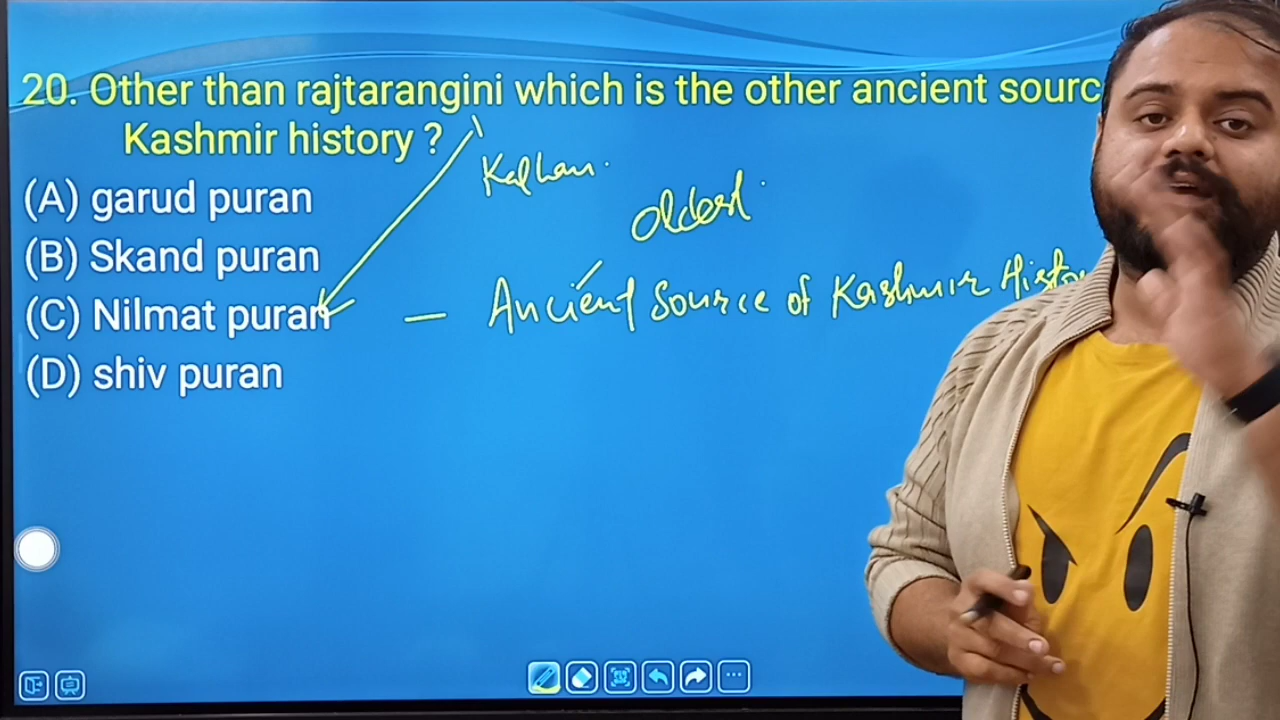 20. Other than rajtarangini which is the other ancient sourc
Kashmir history ?
Kalhan.
(A) garud puran
oldest.
(B) Skand puran
(C) Nilmat puran
— Ancient Source of Kashmir Histo
(D) shiv puran